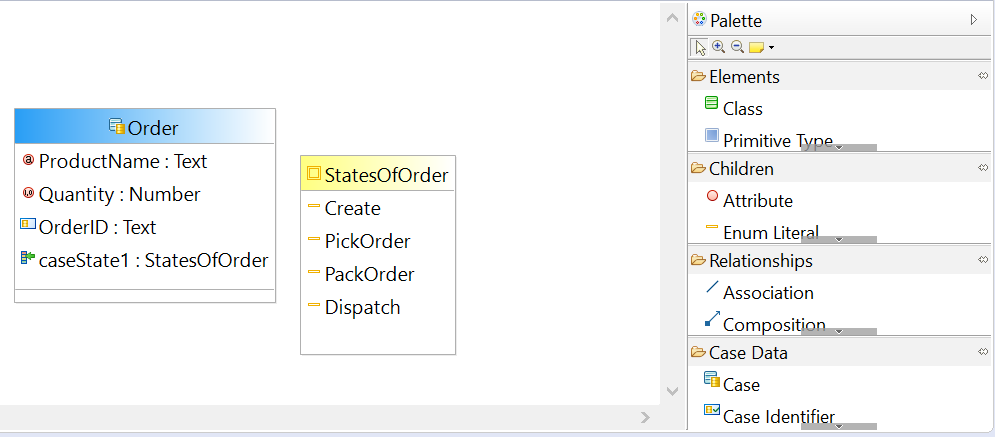 Order
ProductName : Text
Quantity : Number
OrderID : Text
caseState1 : StatesOfOrder
StatesOfOrder
Create
PickOrder
PackOrder
Dispatch
Palette
Elements
Class
Primitive Type
Children
Attribute
Enum Literal
Relationships
Association
Composition
Case Data
Case
Case Identifier